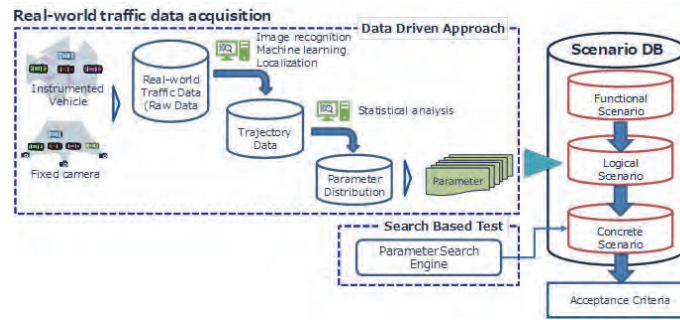 Real-world traffic data acquisition
Data Driven Approach
Image recognition
Machine learning
Localization
Instrumented
Vehicle
Fixed camera
Real-world
Traffic Data
(Raw Data
Statistical analysis
Trajectory
Data
Parameter
Distribution
Parameter
Search Based Test
ParameterSearch
Engine
Scenario DB
Functional
Scenario
Logical
Scenario
Concrete
Scenario
Acceptance Criteria